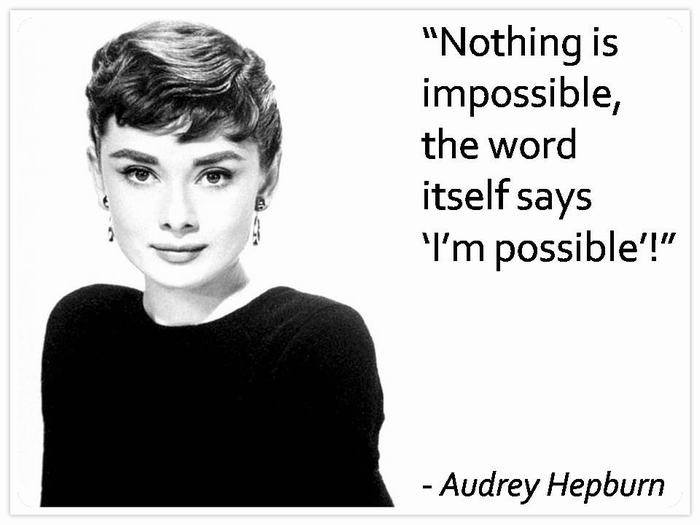 “Nothing is
impossible,
the word
itself says
‘I’m possible’!”
- Audrey Hepburn